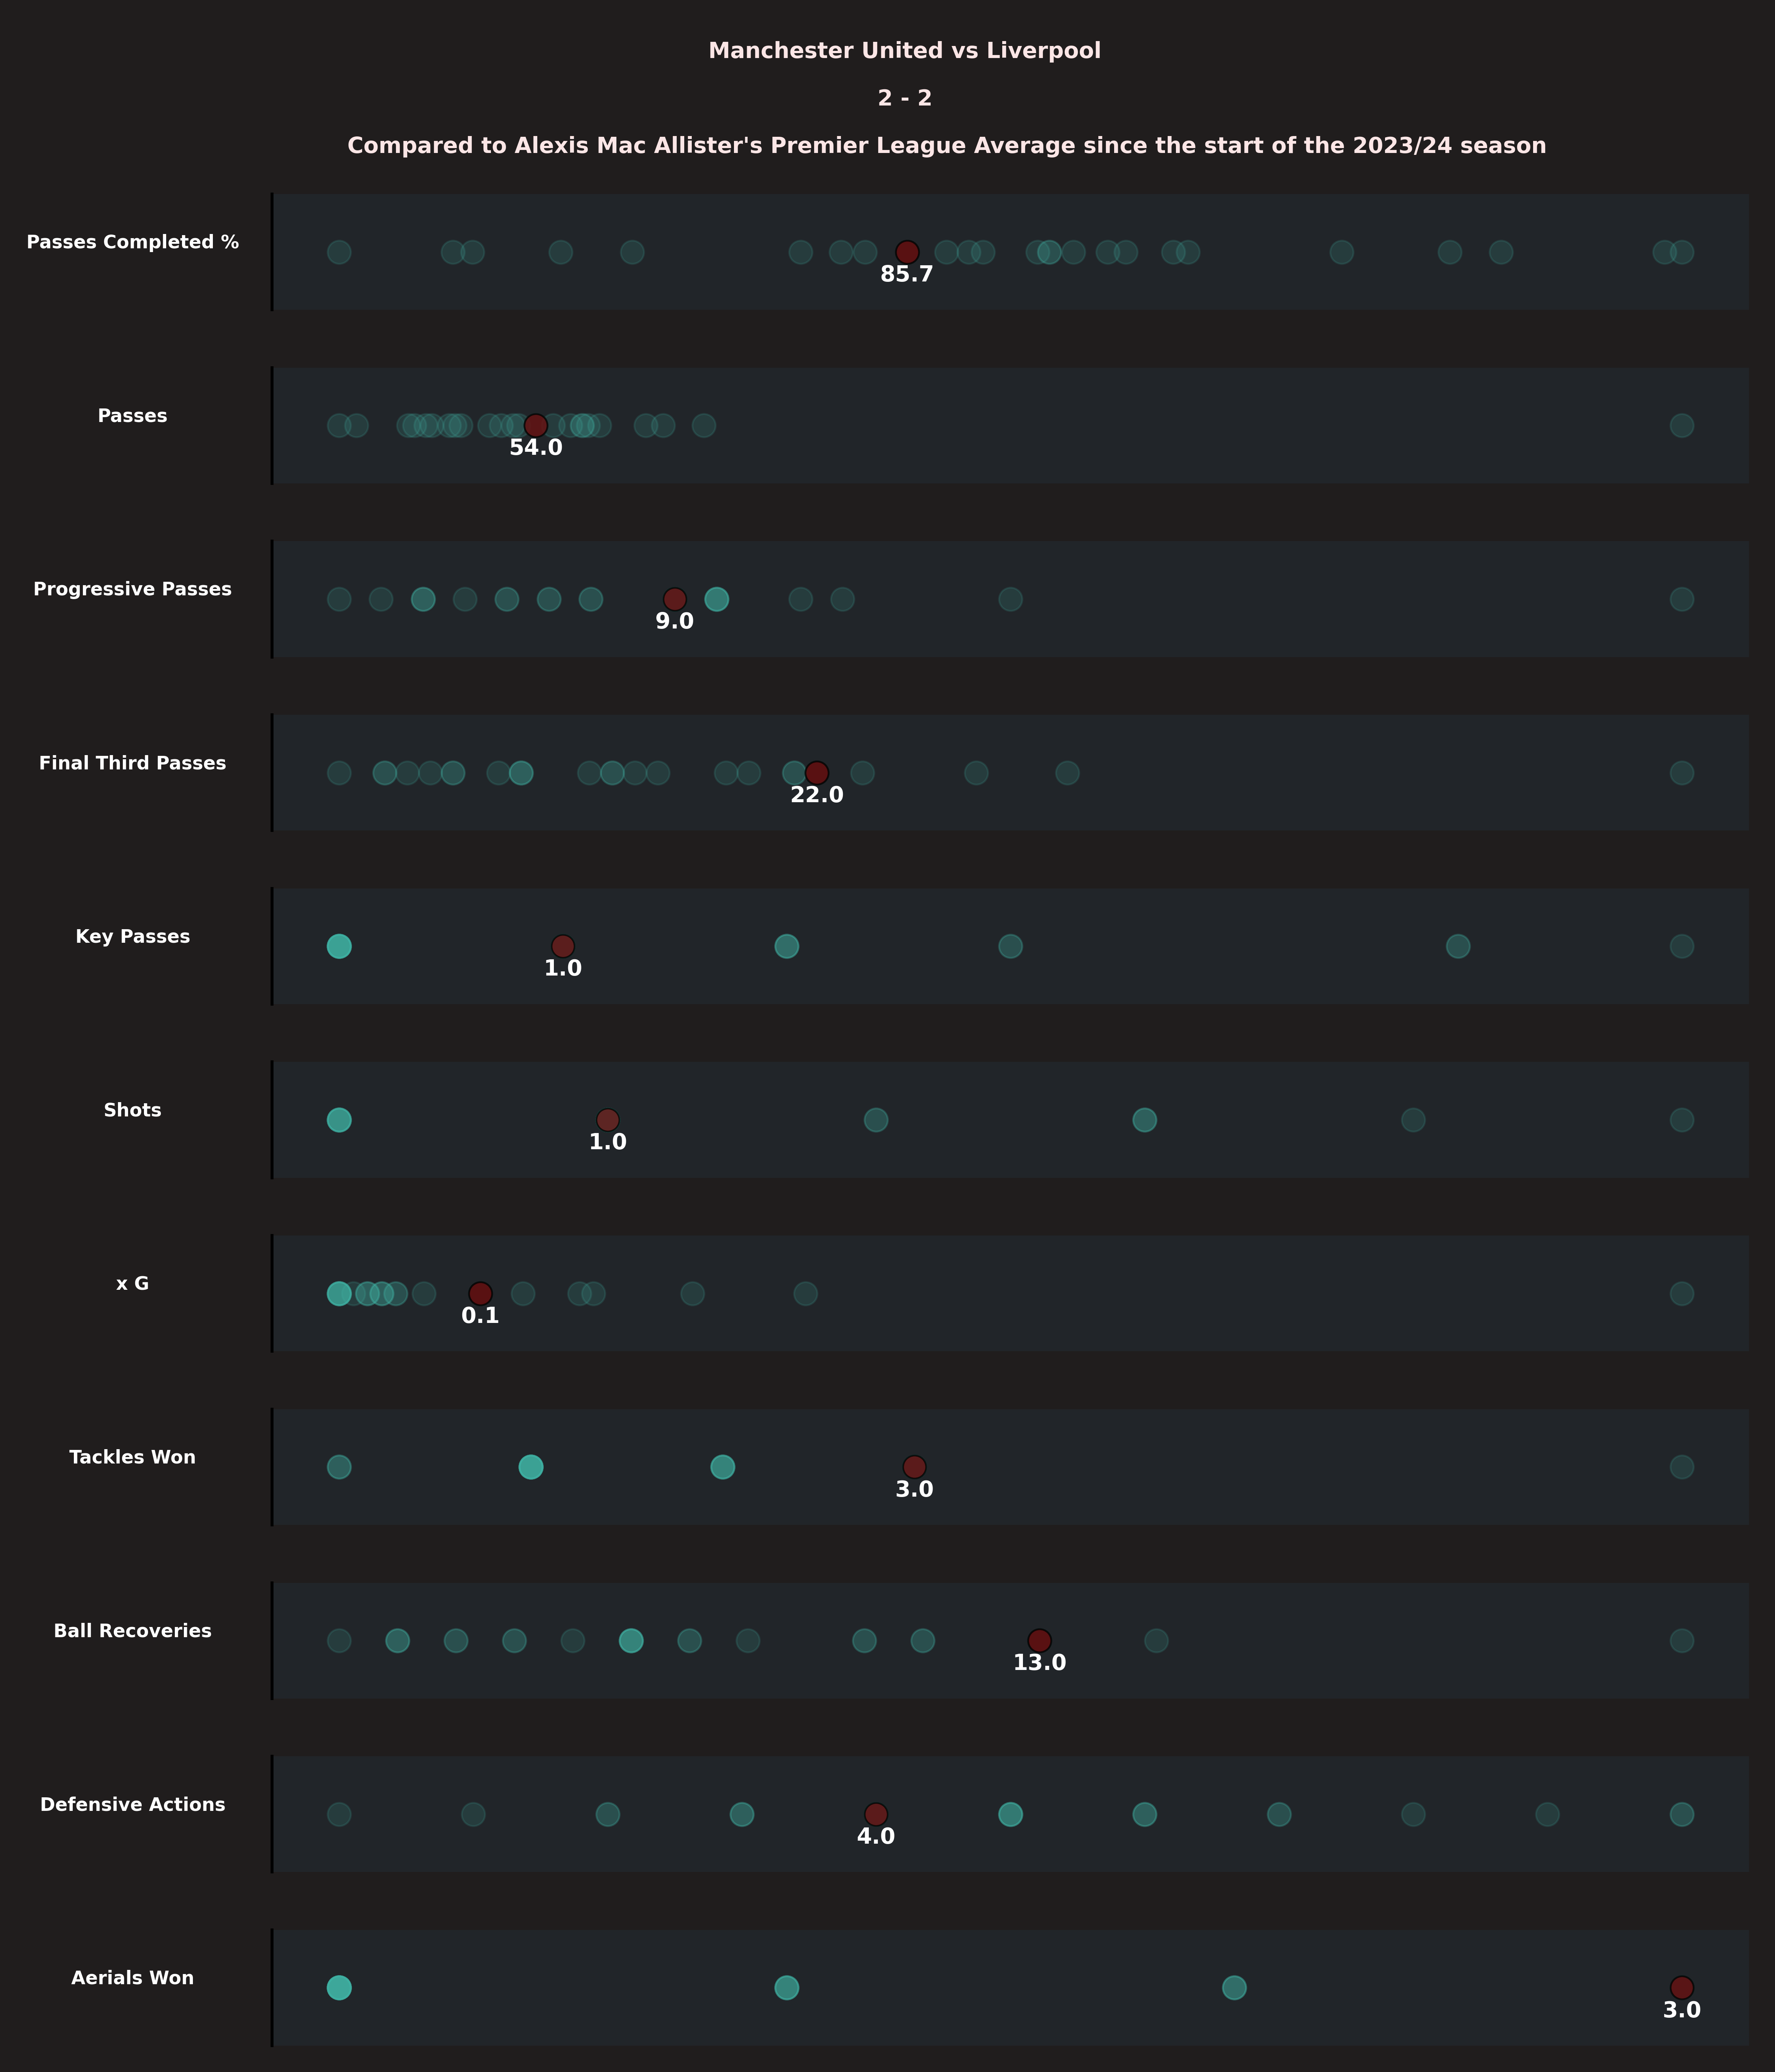 Manchester United vs Liverpool
2 - 2
Compared to Alexis Mac Allister's Premier League Average since the start of the 2023/24 season
Passes Completed %
85.7
Passes
54.0
Progressive Passes
9.0
Final Third Passes
22.0
Key Passes
1.0
Shots
1.0
x G
0.1
Tackles Won
3.0
Ball Recoveries
13.0
Defensive Actions
4.0
Aerials Won
3.0